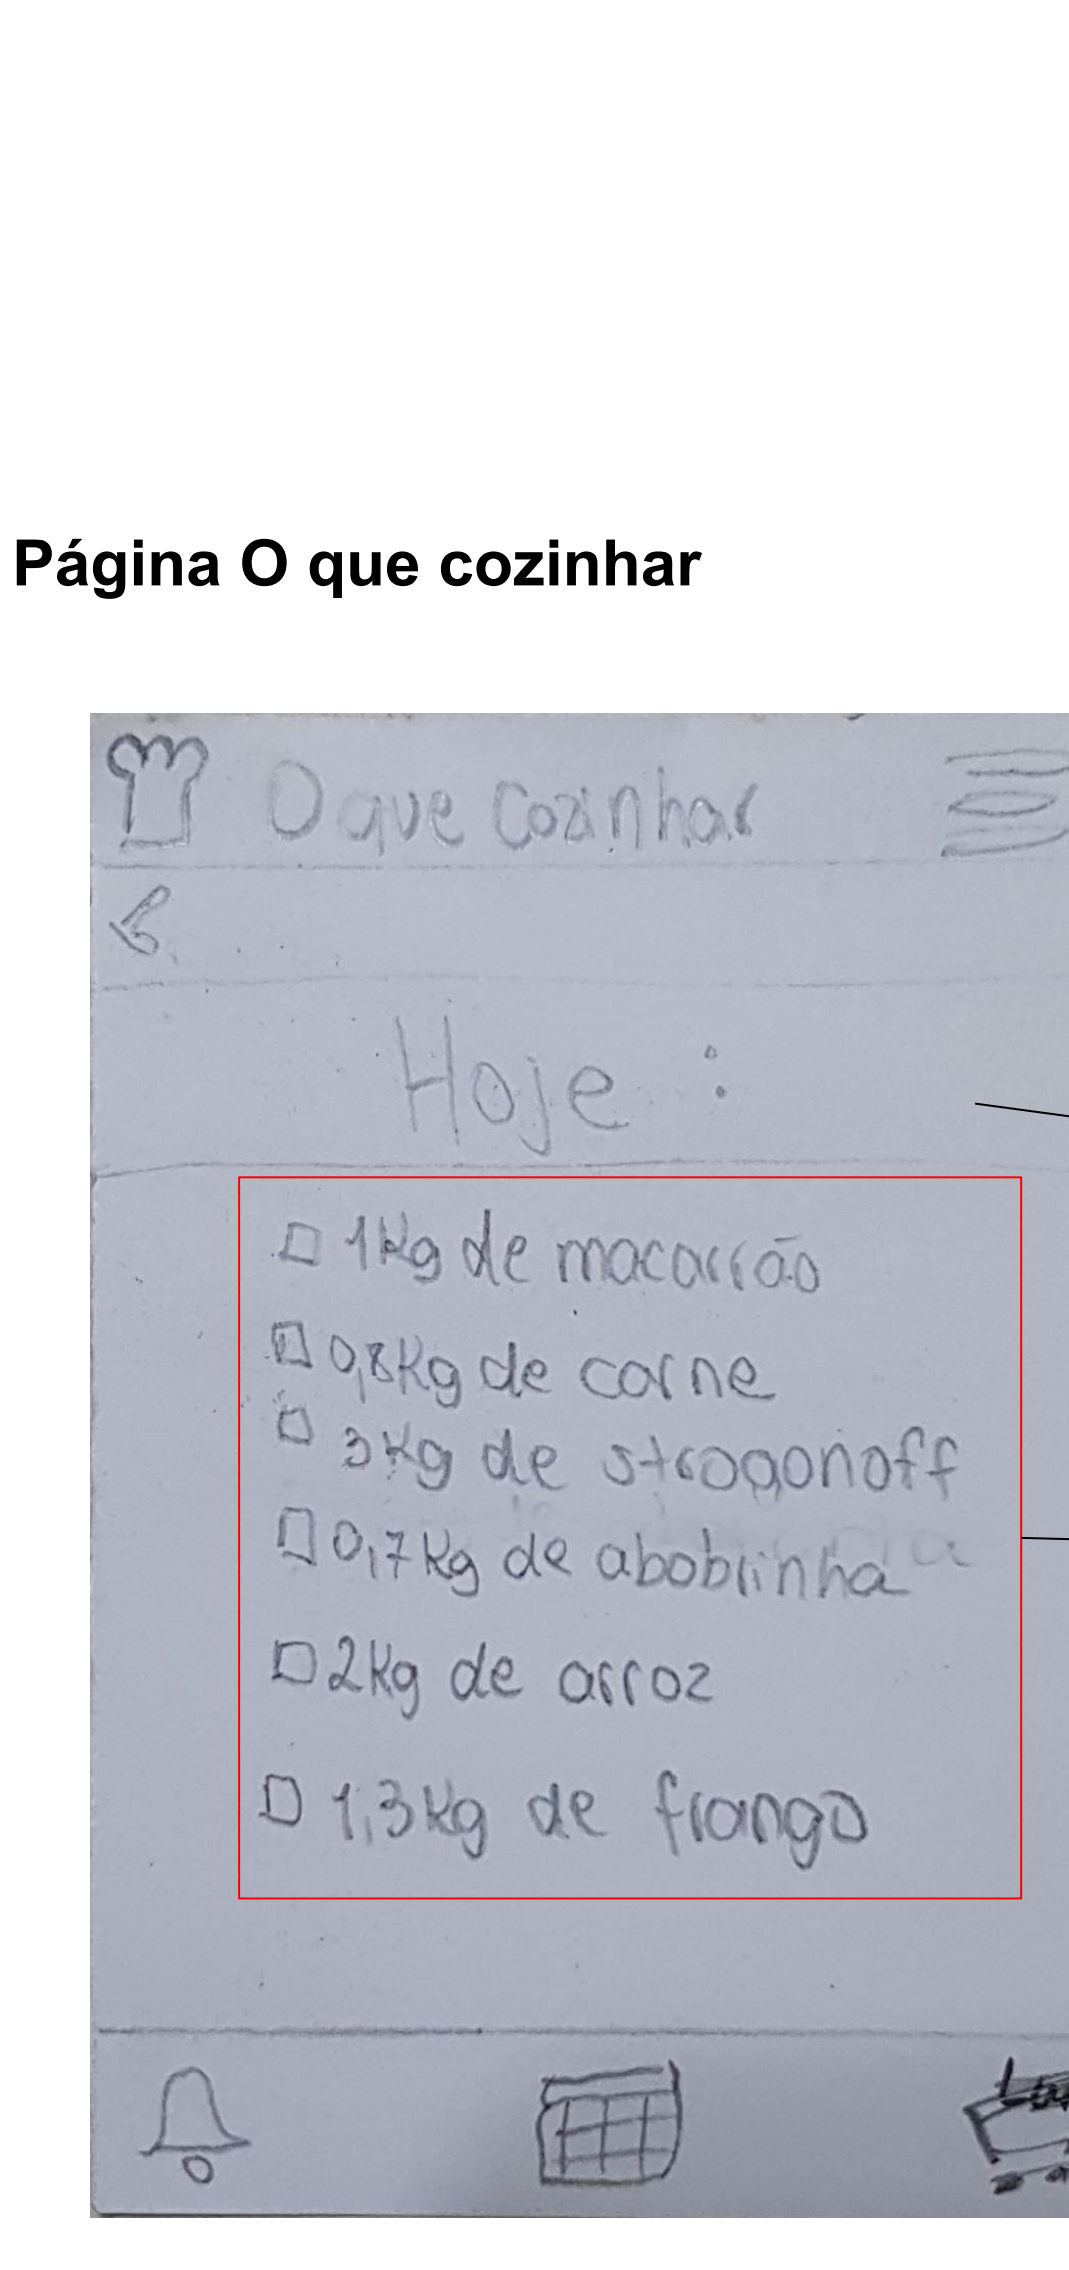 Página O que cozinhar
O que cozinhar
Hoje :
1Kg de macarrão
0,8Kg de carne
3Kg de strogonoff
0,7Kg de abobrinha
2Kg de arroz
1,3Kg de frango